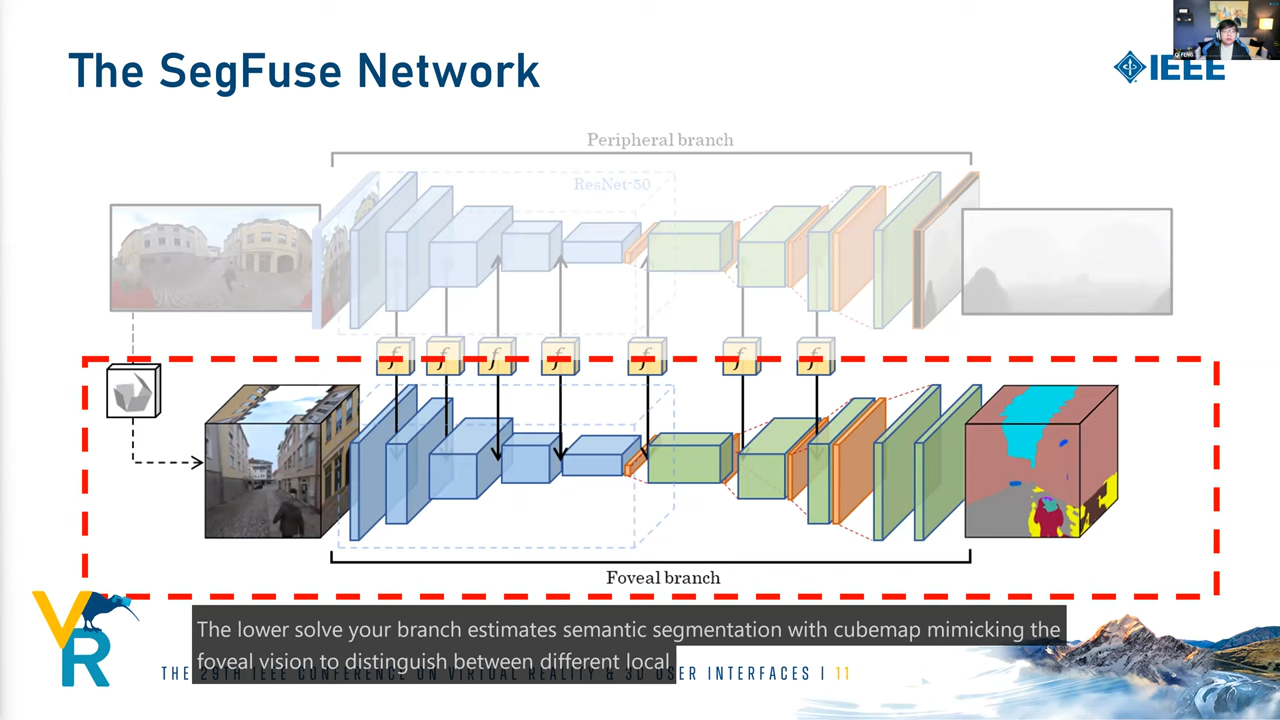 The SegFuse Network
IEEE
QI FENG
Peripheral branch
ResNet-50
f f f f f f f
Foveal branch
The lower solve your branch estimates semantic segmentation with cubemap mimicking the
foveal vision to distinguish between different local
VR
THE 29TH IEEE CONFERENCE ON VIRTUAL REALITY & 3D USER INTERFACES | 11